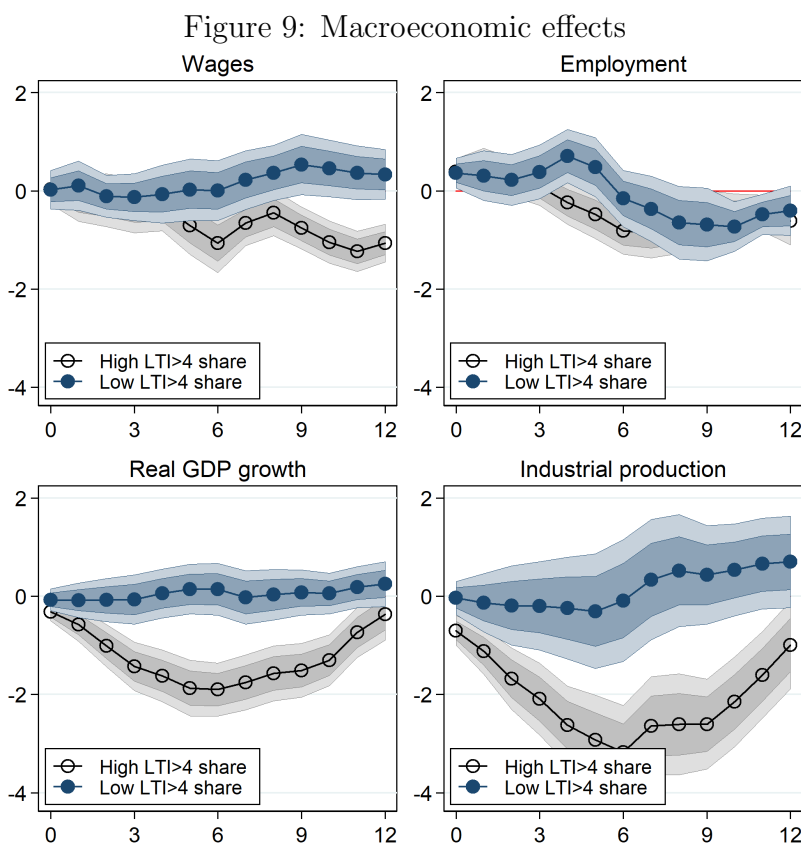 Figure 9: Macroeconomic effects
Wages
Employment
2
0
-2
-4
High LTI>4 share
Low LTI>4 share
0 3 6 9 12
2
0
-2
-4
High LTI>4 share
Low LTI>4 share
0 3 6 9 12
Real GDP growth
Industrial production
2
0
-2
-4
High LTI>4 share
Low LTI>4 share
0 3 6 9 12
2
0
-2
-4
High LTI>4 share
Low LTI>4 share
0 3 6 9 12